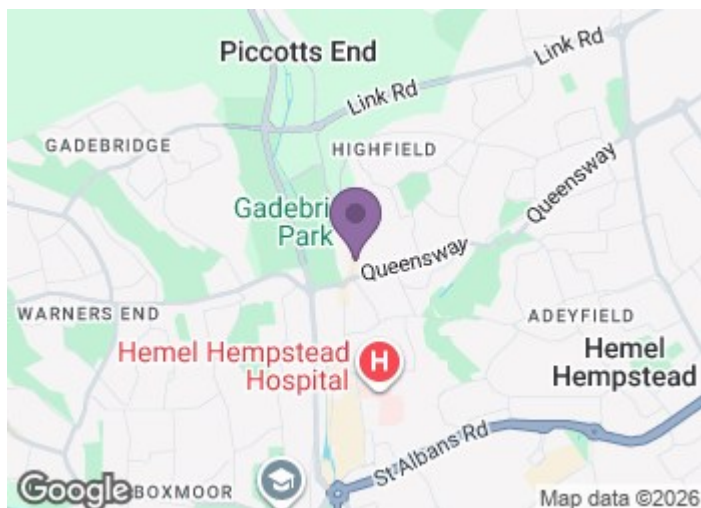 Piccotts End
Link Rd
Link Rd
GADEBRIDGE
HIGHFIELD
Queensway
Gadebri
Park
Queensway
WARNERS END
ADEYFIELD
Hemel Hempstead
Hospital
H
Hemel
Hempstead
St Albans Rd
Google
BOXMOOR
Map data ©2026